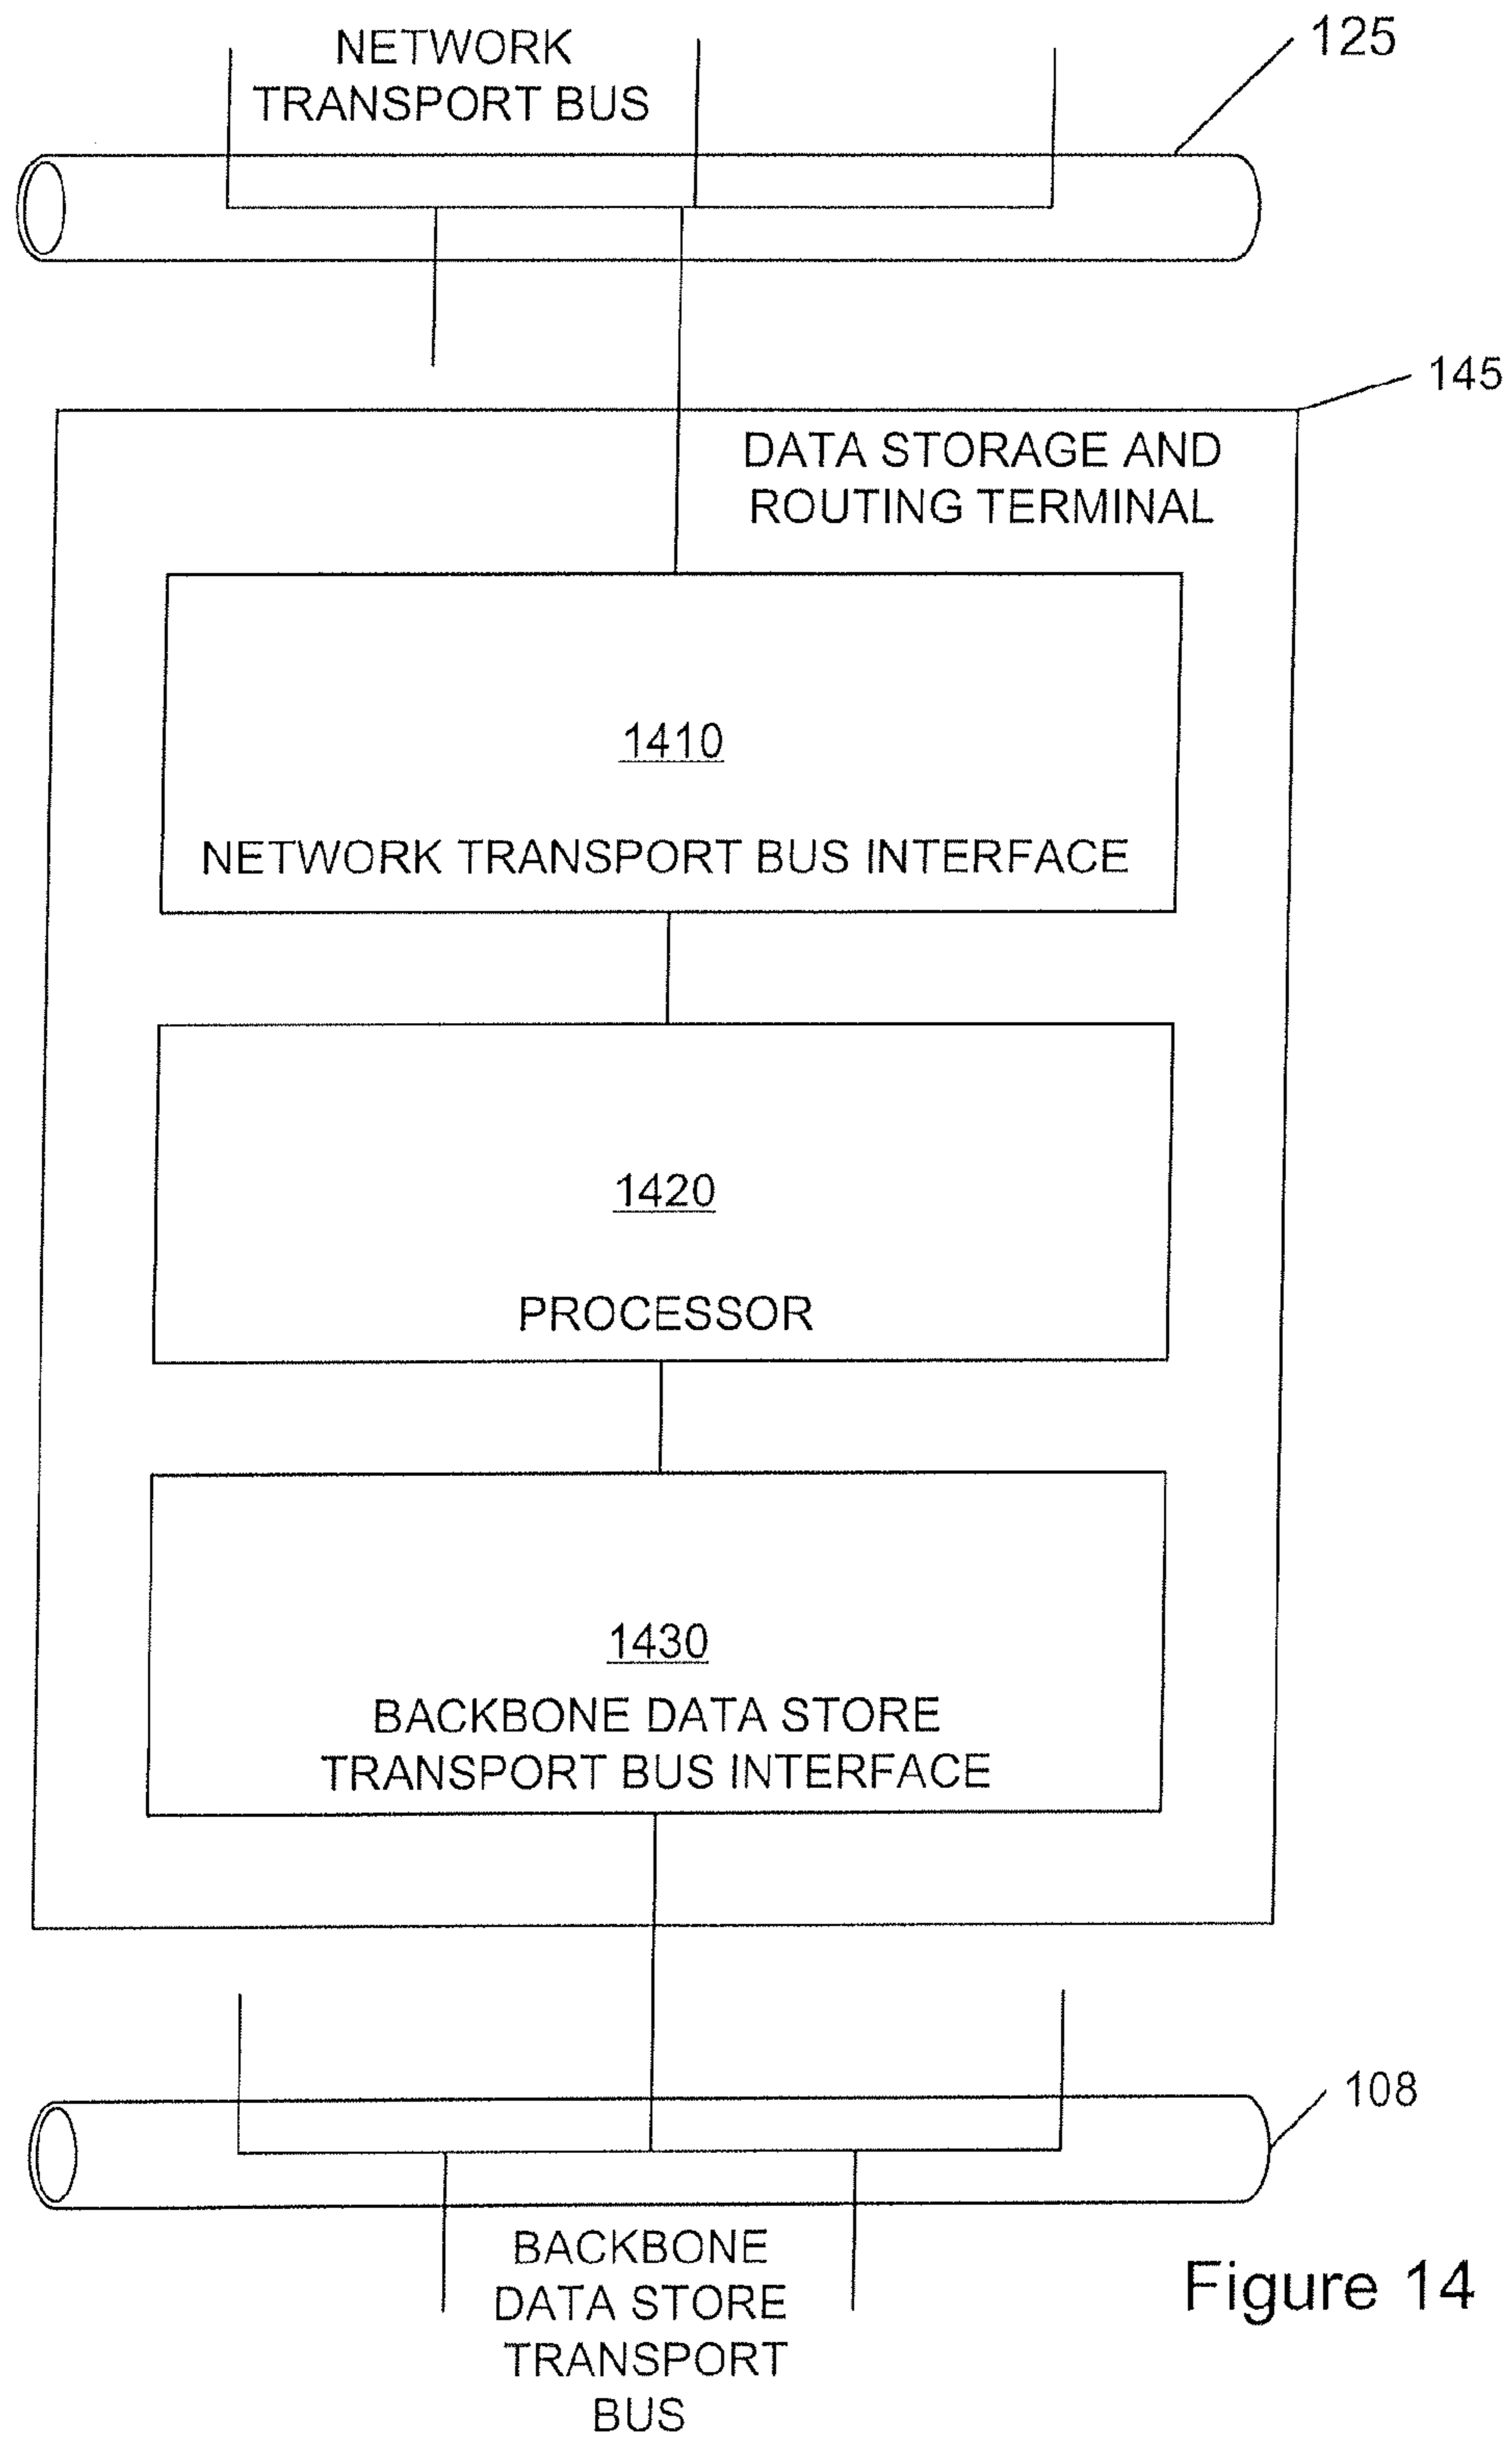 NETWORK
TRANSPORT BUS
125
145
DATA STORAGE AND
ROUTING TERMINAL
1410
NETWORK TRANSPORT BUS INTERFACE
1420
PROCESSOR
1430
BACKBONE DATA STORE
TRANSPORT BUS INTERFACE
108
BACKBONE
DATA STORE
TRANSPORT
BUS
Figure 14